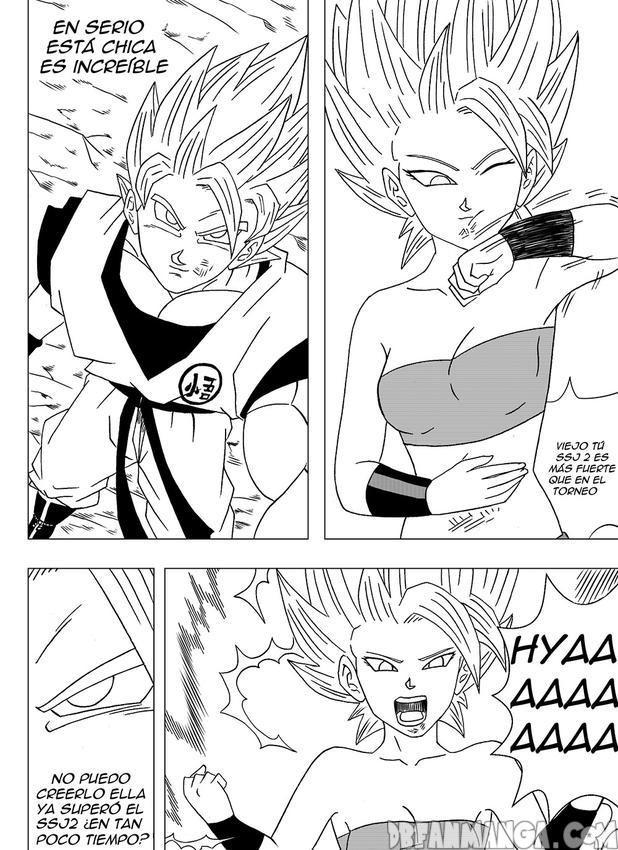 EN SERIO
ESTÁ CHICA
ES INCREÍBLE
VIEJO TÚ
SSJ 2 ES
MÁS FUERTE
QUE EN EL
TORNEO
NO PUEDO
CREERLO ELLA
YA SUPERÓ EL
SSJ2 ¿EN TAN
POCO TIEMPO?
HYAA
AAAA
AAAA
DREANMANGA.COM